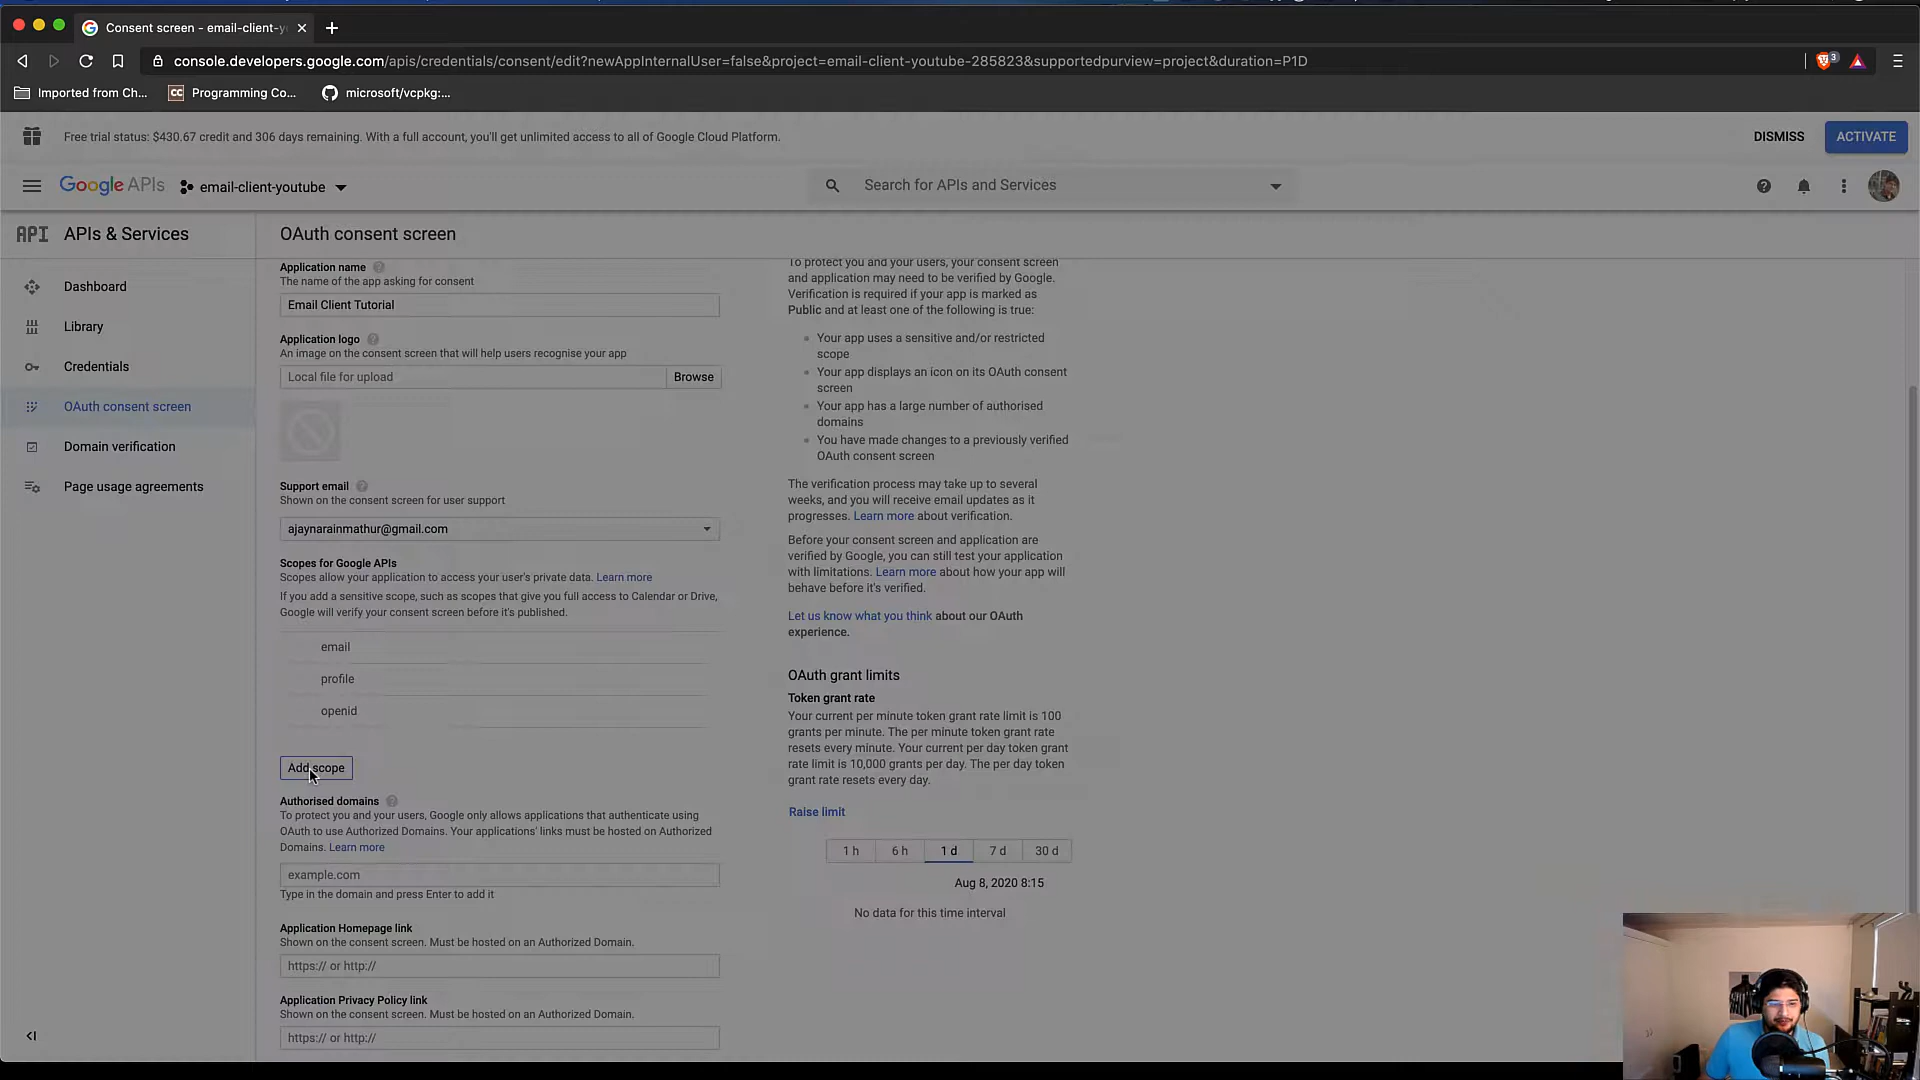 Consent screen - email-client-y
console.developers.google.com/apis/credentials/consent/edit?newAppInternalUser=false&project=email-client-youtube-285823&supportedpurview=project&duration=P1D
3
Imported from Ch...
CC
Programming Co...
microsoft/vcpkg:...
Free trial status: $430.67 credit and 306 days remaining. With a full account, you'll get unlimited access to all of Google Cloud Platform.
DISMISS
ACTIVATE
Google APIs
email-client-youtube
Search for APIs and Services
API
APIs & Services
Dashboard
Library
Credentials
OAuth consent screen
Domain verification
Page usage agreements
OAuth consent screen
Application name
The name of the app asking for consent
Email Client Tutorial
Application logo
An image on the consent screen that will help users recognise your app
Local file for upload
Browse
Support email
Shown on the consent screen for user support
ajaynarainmathur@gmail.com
Scopes for Google APIs
Scopes allow your application to access your user's private data. Learn more
If you add a sensitive scope, such as scopes that give you full access to Calendar or Drive,
Google will verify your consent screen before it's published.
email
profile
openid
Add scope
Authorised domains
To protect you and your users, Google only allows applications that authenticate using
OAuth to use Authorized Domains. Your applications' links must be hosted on Authorized
Domains. Learn more
example.com
Type in the domain and press Enter to add it
Application Homepage link
Shown on the consent screen. Must be hosted on an Authorized Domain.
https:// or http://
Application Privacy Policy link
Shown on the consent screen. Must be hosted on an Authorized Domain.
https:// or http://
To protect you and your users, your consent screen
and application may need to be verified by Google.
Verification is required if your app is marked as
Public and at least one of the following is true:
Your app uses a sensitive and/or restricted
scope
Your app displays an icon on its OAuth consent
screen
Your app has a large number of authorised
domains
You have made changes to a previously verified
OAuth consent screen
The verification process may take up to several
weeks, and you will receive email updates as it
progresses. Learn more about verification.
Before your consent screen and application are
verified by Google, you can still test your application
with limitations. Learn more about how your app will
behave before it's verified.
Let us know what you think about our OAuth
experience.
OAuth grant limits
Token grant rate
Your current per minute token grant rate limit is 100
grants per minute. The per minute token grant rate
resets every minute. Your current per day token grant
rate limit is 10,000 grants per day. The per day token
grant rate resets every day.
Raise limit
1 h
6 h
1 d
7 d
30 d
Aug 8, 2020 8:15
No data for this time interval